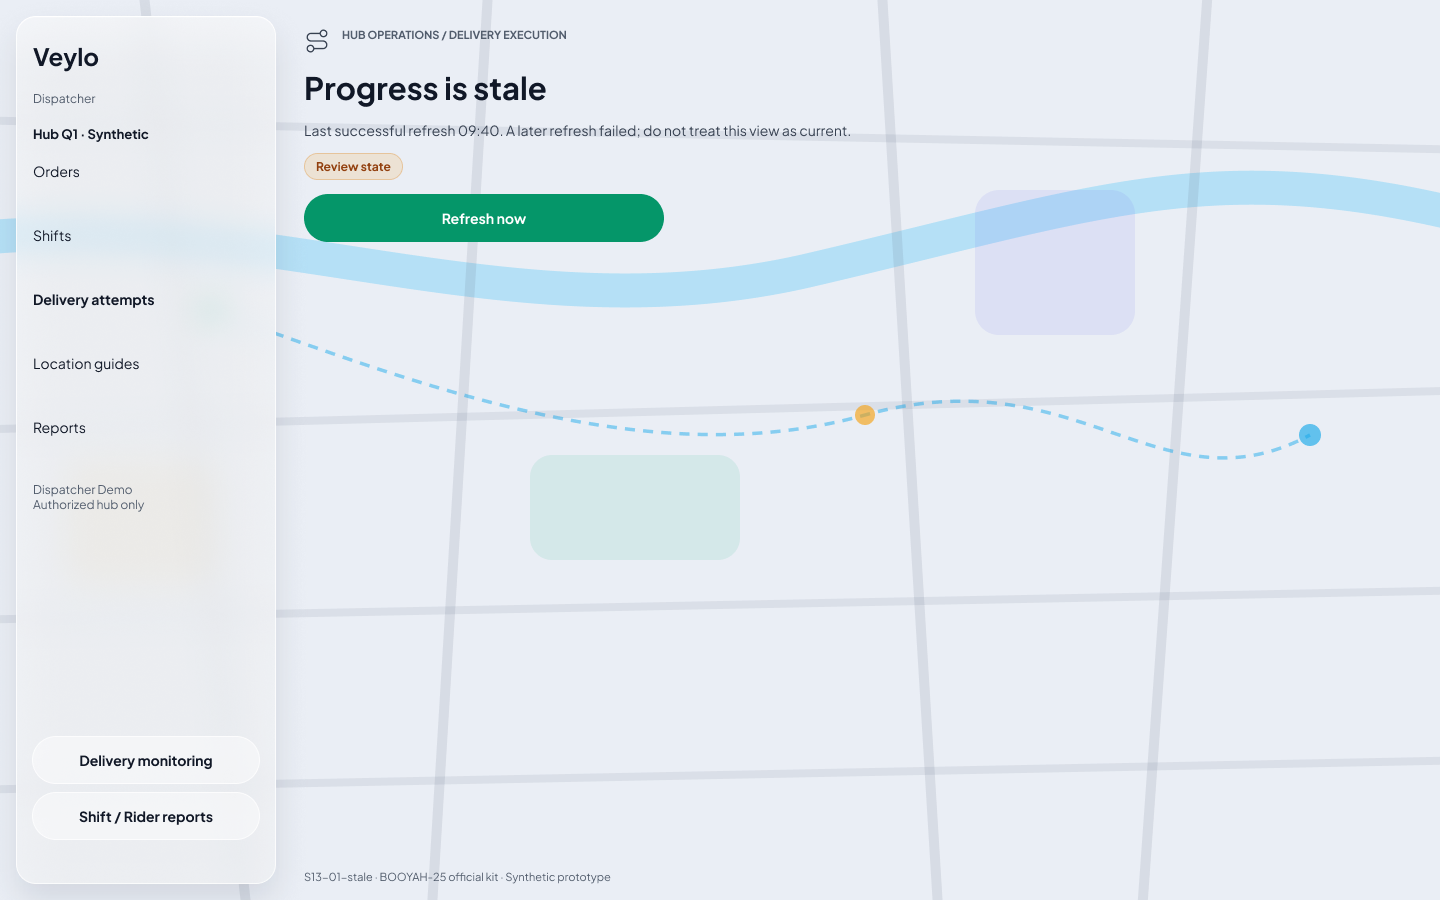 Veylo
Dispatcher
Hub Q1 · Synthetic
Orders
Shifts
Delivery attempts
Location guides
Reports
Dispatcher Demo
Authorized hub only
Delivery monitoring
Shift / Rider reports
HUB OPERATIONS / DELIVERY EXECUTION
Progress is stale
Last successful refresh 09:40. A later refresh failed; do not treat this view as current.
Review state
Refresh now
S13-01-stale · BOOYAH-25 official kit · Synthetic prototype